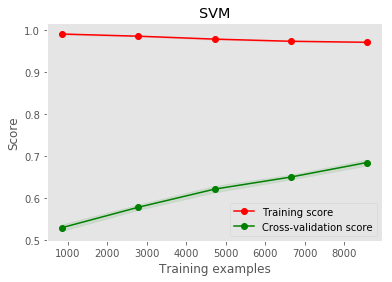 SVM
1.0
0.9
0.8
0.7
0.6
0.5
Score
Training score
Cross-validation score
1000 2000 3000 4000 5000 6000 7000 8000
Training examples